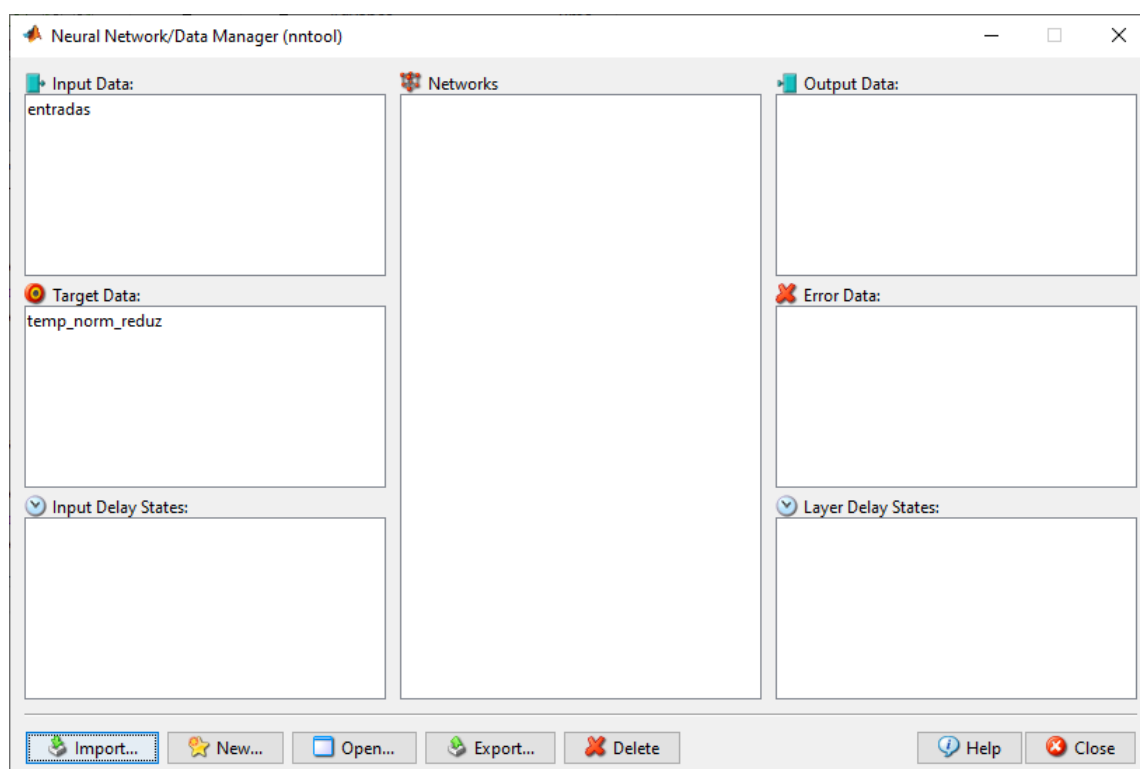 Neural Network/Data Manager (nntool)
Input Data:
entradas
Networks
Output Data:
Target Data:
temp_norm_reduz
Error Data:
Input Delay States:
Layer Delay States:
Import...
New...
Open...
Export...
Delete
Help
Close